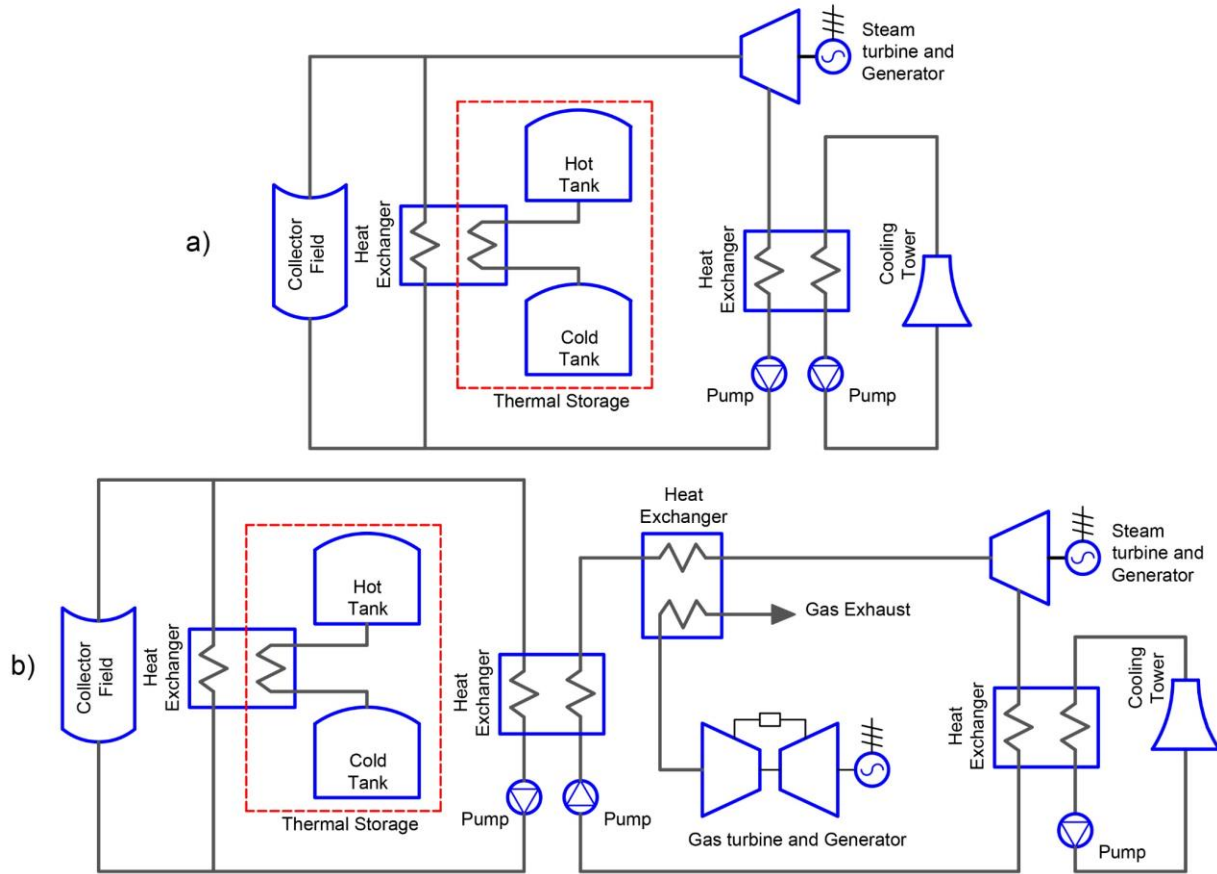 Steam
turbine and
Generator
Hot
Tank
a)
Collector
Field
Heat
Exchanger
Cold
Tank
Thermal Storage
Heat
Exchanger
Cooling
Tower
Pump
Pump
Heat
Exchanger
Steam
turbine and
Generator
Hot
Tank
Gas Exhaust
b)
Collector
Field
Heat
Exchanger
Heat
Exchanger
Cold
Tank
Thermal Storage
Pump
Pump
Gas turbine and Generator
Heat
Exchanger
Cooling
Tower
Pump